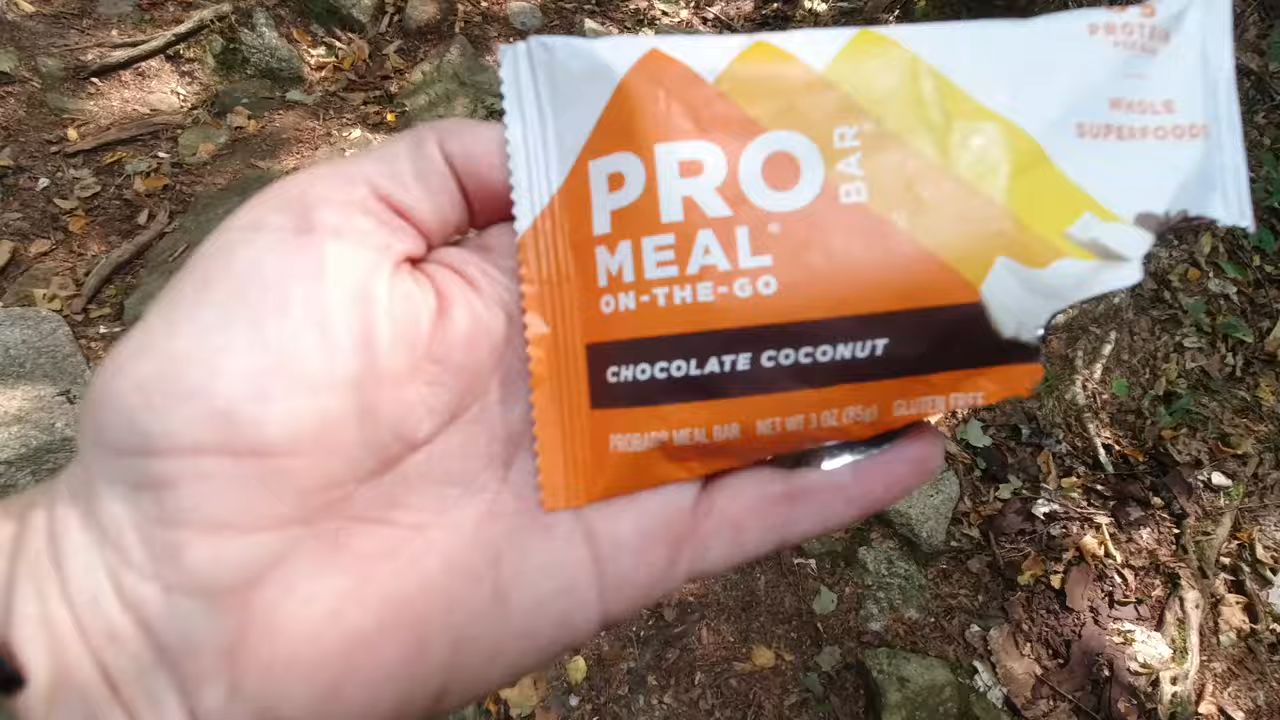 PRO
BAR
MEAL®
ON-THE-GO
CHOCOLATE COCONUT
PROBAR® MEAL BAR NET WT 3 OZ (85g) GLUTEN FREE
PROTEIN
WHOLE
SUPERFOODS